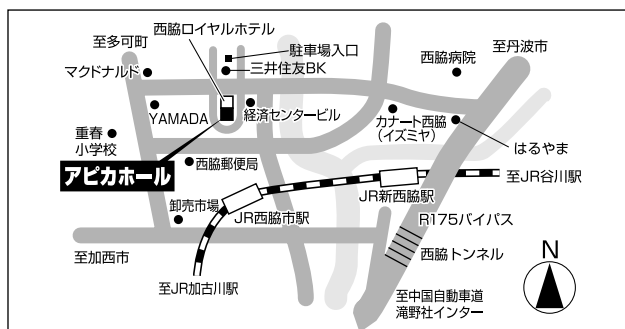 西脇ロイヤルホテル
至多可町
駐車場入口
三井住友BK
マクドナルド
西脇病院
至丹波市
YAMADA
経済センタービル
カナート西脇
(イズミヤ)
はるやま
重春
小学校
西脇郵便局
アピカホール
至JR谷川駅
JR新西脇駅
卸売市場
JR西脇市駅
R175バイパス
至加西市
西脇トンネル
N
至JR加古川駅
至中国自動車道
滝野社インター